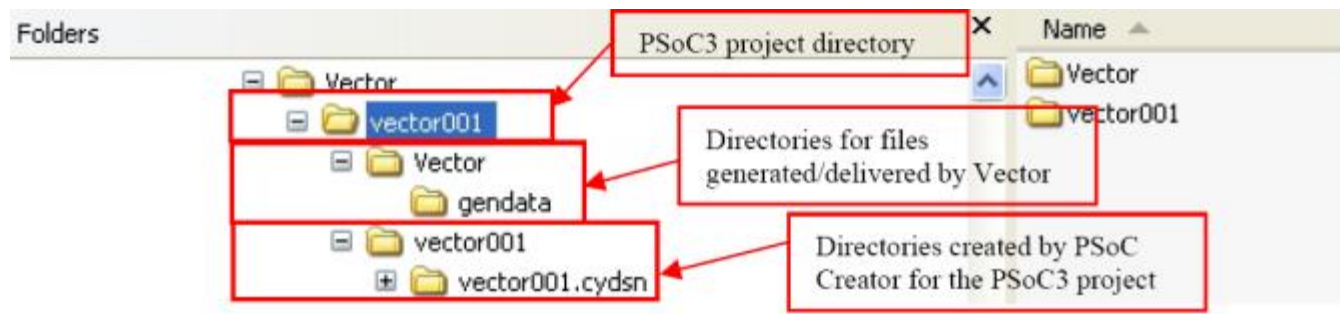 Folders
PSoC3 project directory
Name
Vector
vector001
Vector
gendata
vector001
vector001.cydsn
Directories for files
generated/delivered by Vector
Directories created by PSoC
Creator for the PSoC3 project
Vector
vector001